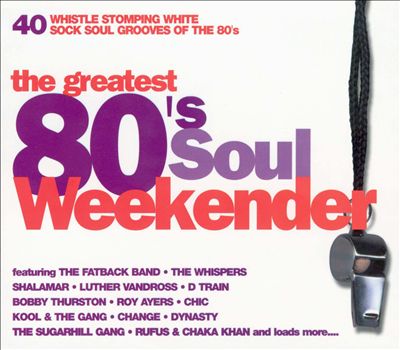 40 WHISTLE STOMPING WHITE
SOCK SOUL GROOVES OF THE 80's
the greatest
80's
Soul
Weekender
featuring THE FATBACK BAND • THE WHISPERS
SHALAMAR • LUTHER VANDROSS • D TRAIN
BOBBY THURSTON • ROY AYERS • CHIC
KOOL & THE GANG • CHANGE • DYNASTY
THE SUGARHILL GANG • RUFUS & CHAKA KHAN and loads more....